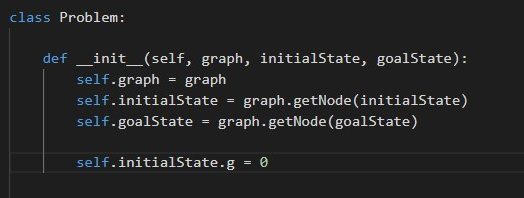 class Problem:
    def __init__(self, graph, initialState, goalState):
        self.graph = graph
        self.initialState = graph.getNode(initialState)
        self.goalState = graph.getNode(goalState)
        self.initialState.g = 0